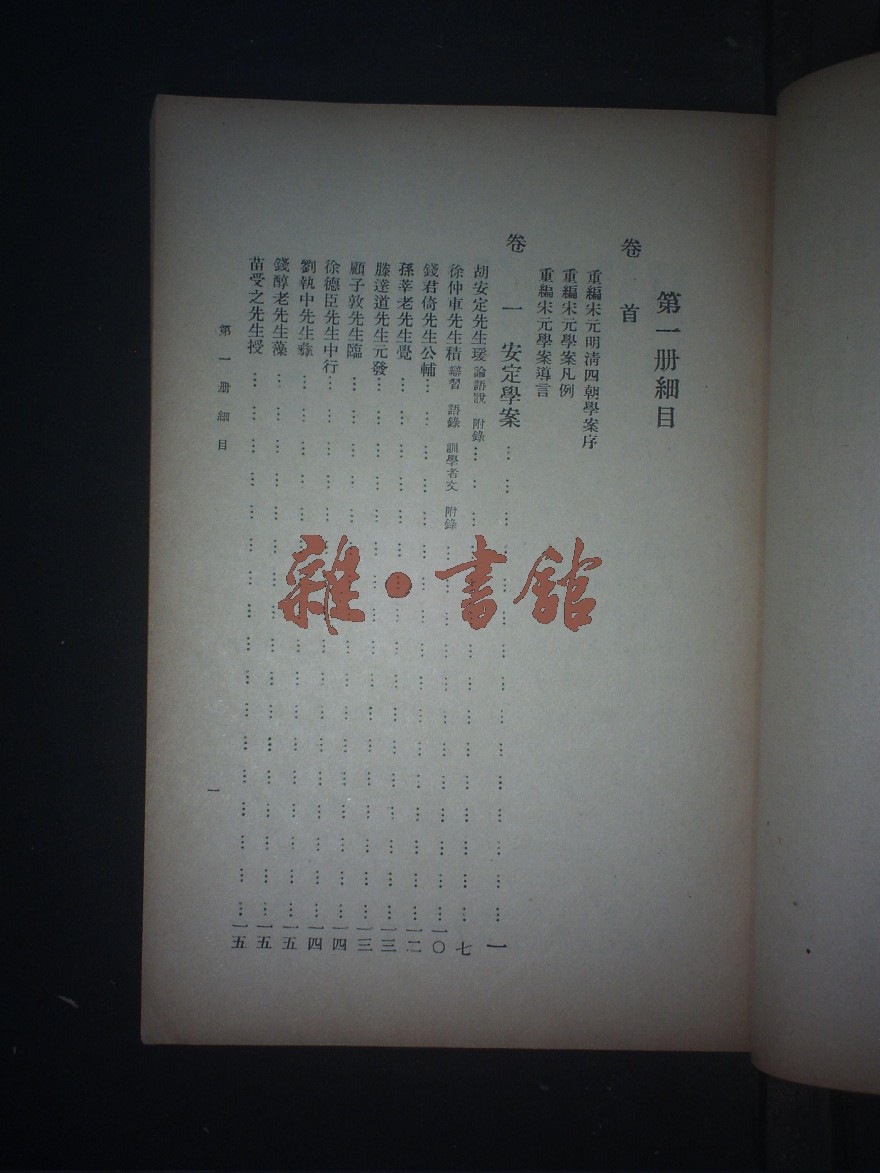 第一册細目
卷首
重編宋元明清四朝學案序
重編宋元學案凡例
重編宋元學案導言
卷一 安定學案……一
胡安定先生瑗 論語說 附錄……七
徐仲車先生積 辯習 語錄 訓學者文 附錄……一〇
錢君倚先生公輔……一二
孫莘老先生覺……一三
滕達道先生元發……一三
顧子敦先生臨……一四
徐德臣先生中行……一四
劉執中先生彝……一五
錢醇老先生藻……一五
苗受之先生授……一五
第一册細目
一
雜·書館